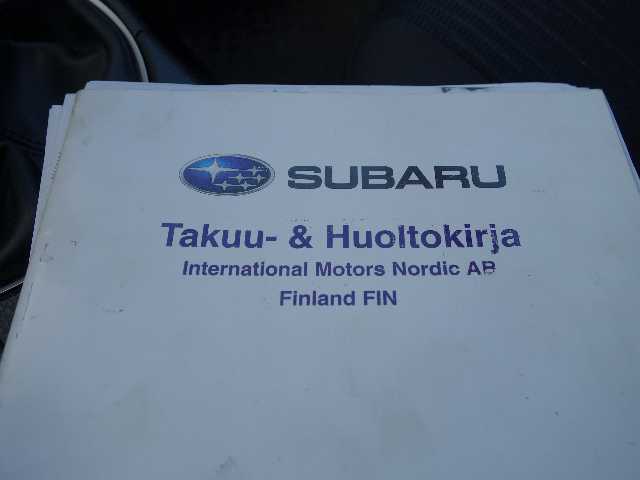 SUBARU
Takuu- & Huoltokirja
International Motors Nordic AB
Finland FIN